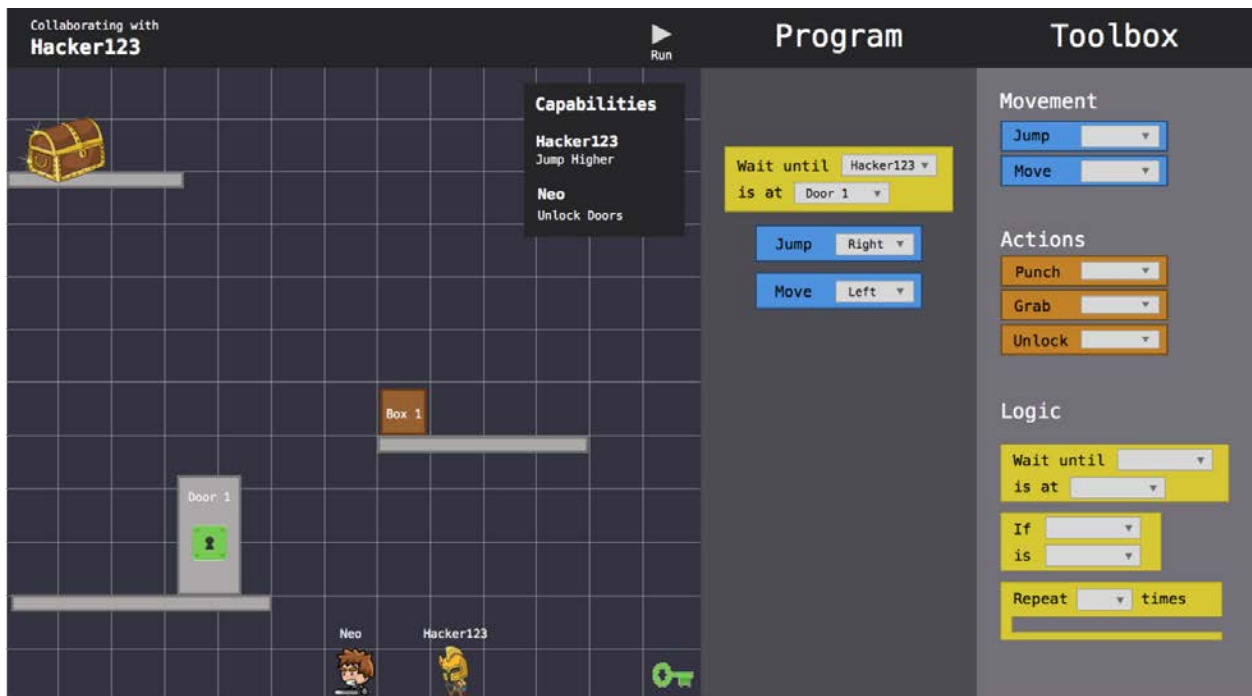 Collaborating with
Hacker123
Run
Program
Toolbox
Capabilities
Hacker123
Jump Higher
Neo
Unlock Doors
Box 1
Door 1
Neo
Hacker123
Wait until Hacker123
is at Door 1
Jump Right
Move Left
Movement
Jump
Move
Actions
Punch
Grab
Unlock
Logic
Wait until
is at
If
is
Repeat times